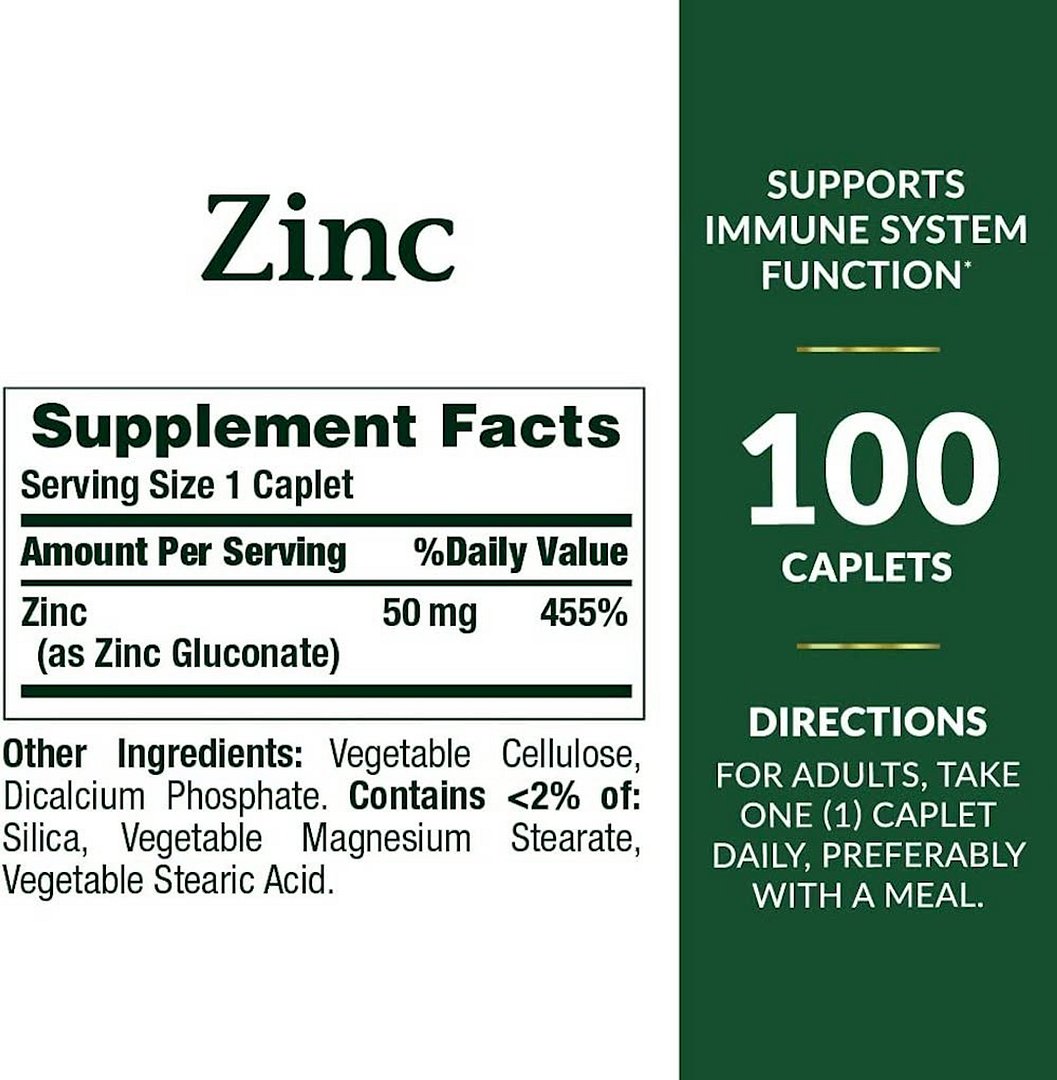 Zinc
Supplement Facts
Serving Size 1 Caplet
Amount Per Serving %Daily Value
Zinc 50 mg 455%
(as Zinc Gluconate)
Other Ingredients: Vegetable Cellulose,
Dicalcium Phosphate. Contains <2% of:
Silica, Vegetable Magnesium Stearate,
Vegetable Stearic Acid.
SUPPORTS
IMMUNE SYSTEM
FUNCTION*
100
CAPLETS
DIRECTIONS
FOR ADULTS, TAKE
ONE (1) CAPLET
DAILY, PREFERABLY
WITH A MEAL.